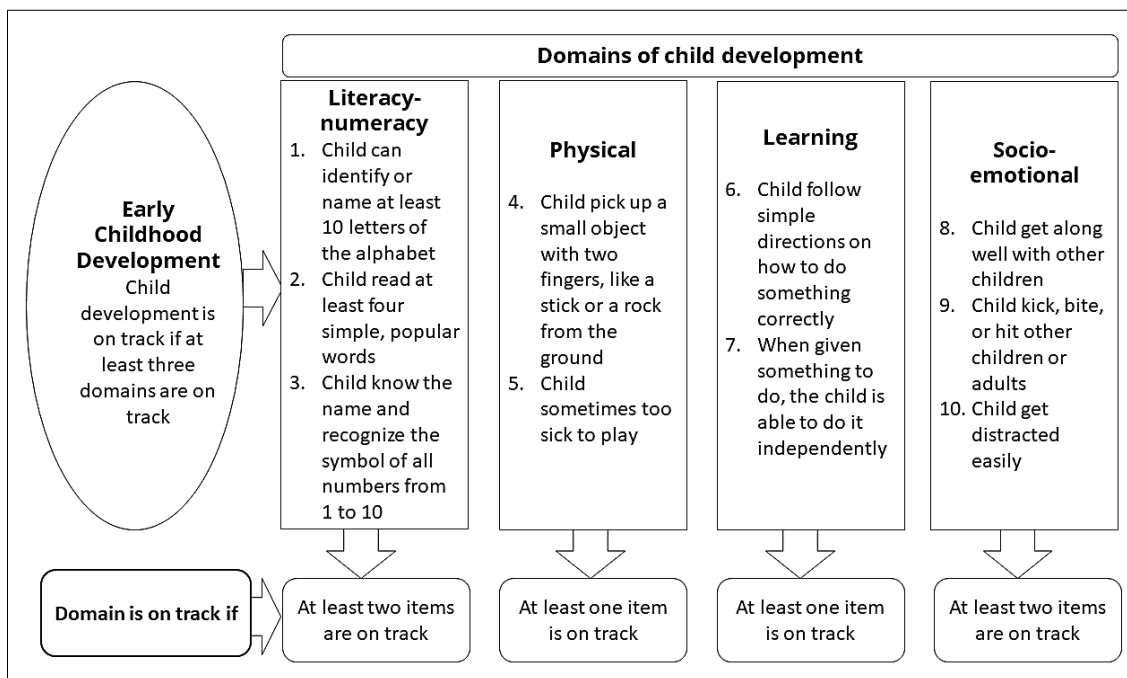 Domains of child development
Early
Childhood
Development
Child
development is
on track if at
least three
domains are on
track
Literacy-
numeracy
1. Child can
identify or
name at least
10 letters of
the alphabet
2. Child read at
least four
simple, popular
words
3. Child know the
name and
recognize the
symbol of all
numbers from
1 to 10
Physical
4. Child pick up a
small object
with two
fingers, like a
stick or a rock
from the
ground
5. Child
sometimes too
sick to play
Learning
6. Child follow
simple
directions on
how to do
something
correctly
7. When given
something to
do, the child is
able to do it
independently
Socio-
emotional
8. Child get along
well with other
children
9. Child kick, bite,
or hit other
children or
adults
10. Child get
distracted
easily
Domain is on track if
At least two items
are on track
At least one item
is on track
At least one item
is on track
At least two items
are on track